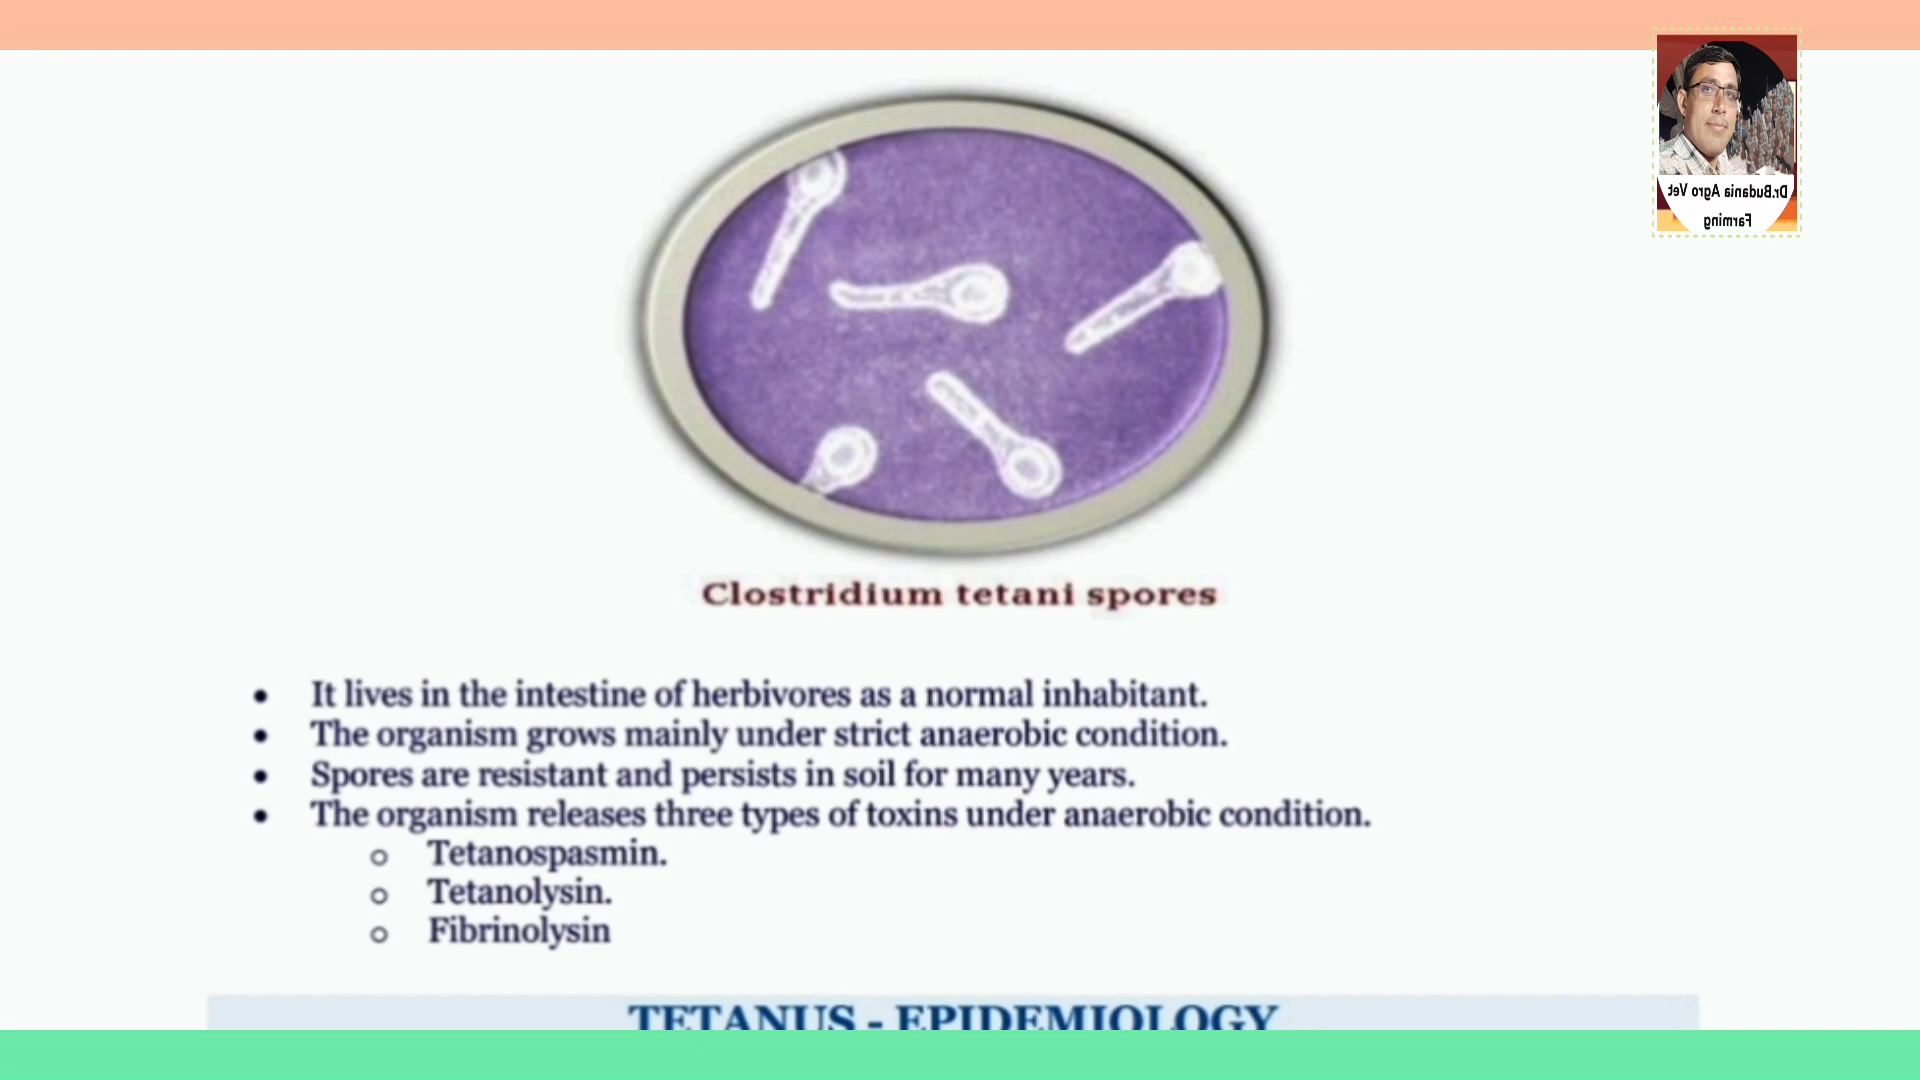 Dr.Budania Agro Vet
Farming
Clostridium tetani spores
• It lives in the intestine of herbivores as a normal inhabitant.
• The organism grows mainly under strict anaerobic condition.
• Spores are resistant and persists in soil for many years.
• The organism releases three types of toxins under anaerobic condition.
o Tetanospasmin.
o Tetanolysin.
o Fibrinolysin
TETANUS - EPIDEMIOLOGY